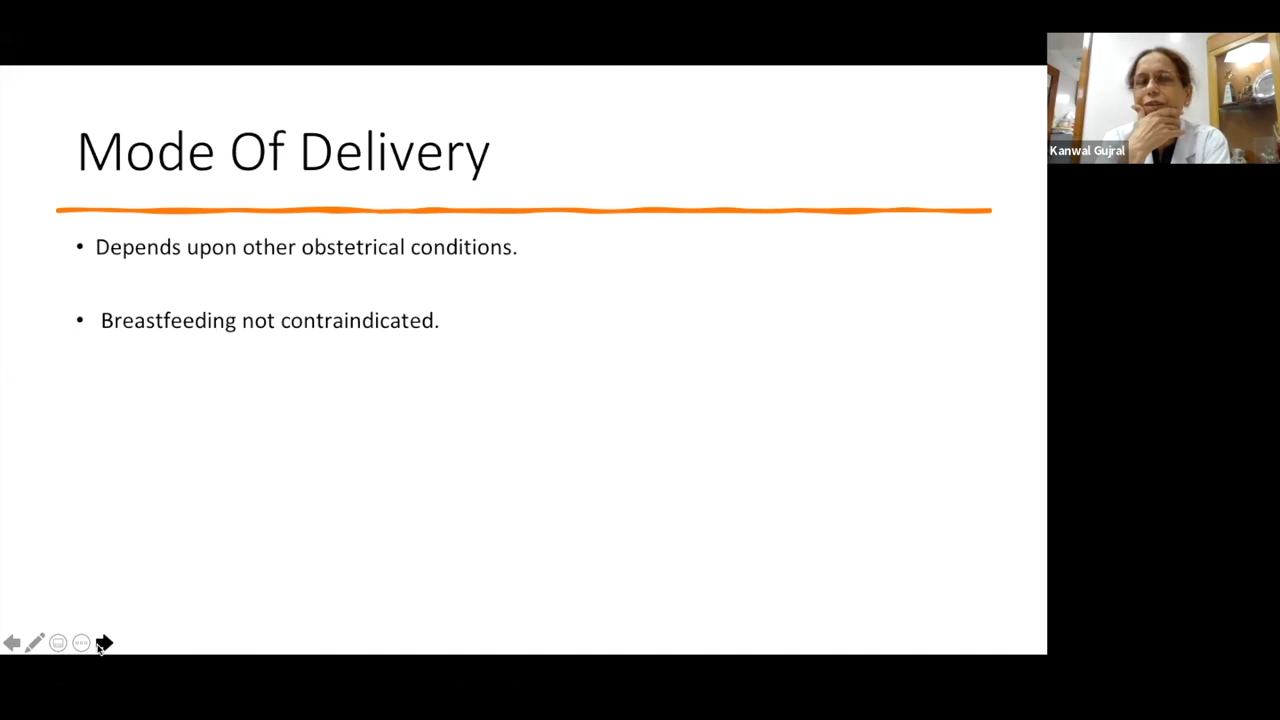 Mode Of Delivery
• Depends upon other obstetrical conditions.
• Breastfeeding not contraindicated.
Kanwal Gujral